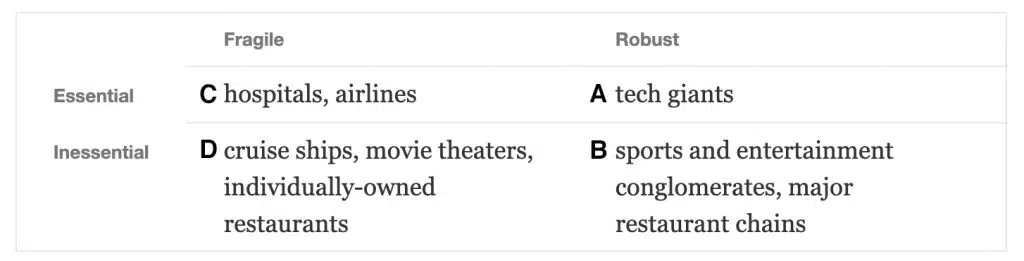 Fragile Robust
Essential C hospitals, airlines A tech giants
Inessential D cruise ships, movie theaters, B sports and entertainment
individually-owned conglomerates, major
restaurants restaurant chains